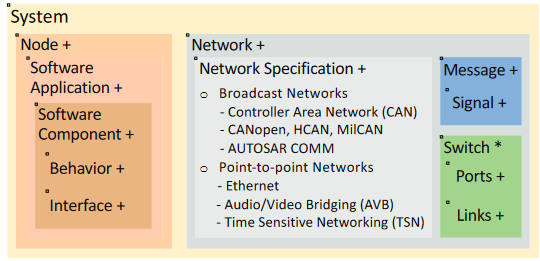 System
Node +
Software
Application +
Software
Component +
Behavior +
Interface +
Network +
Network Specification +
o Broadcast Networks
- Controller Area Network (CAN)
- CANopen, HCAN, MilCAN
- AUTOSAR COMM
o Point-to-point Networks
- Ethernet
- Audio/Video Bridging (AVB)
- Time Sensitive Networking (TSN)
Message +
Signal +
Switch *
Ports +
Links +